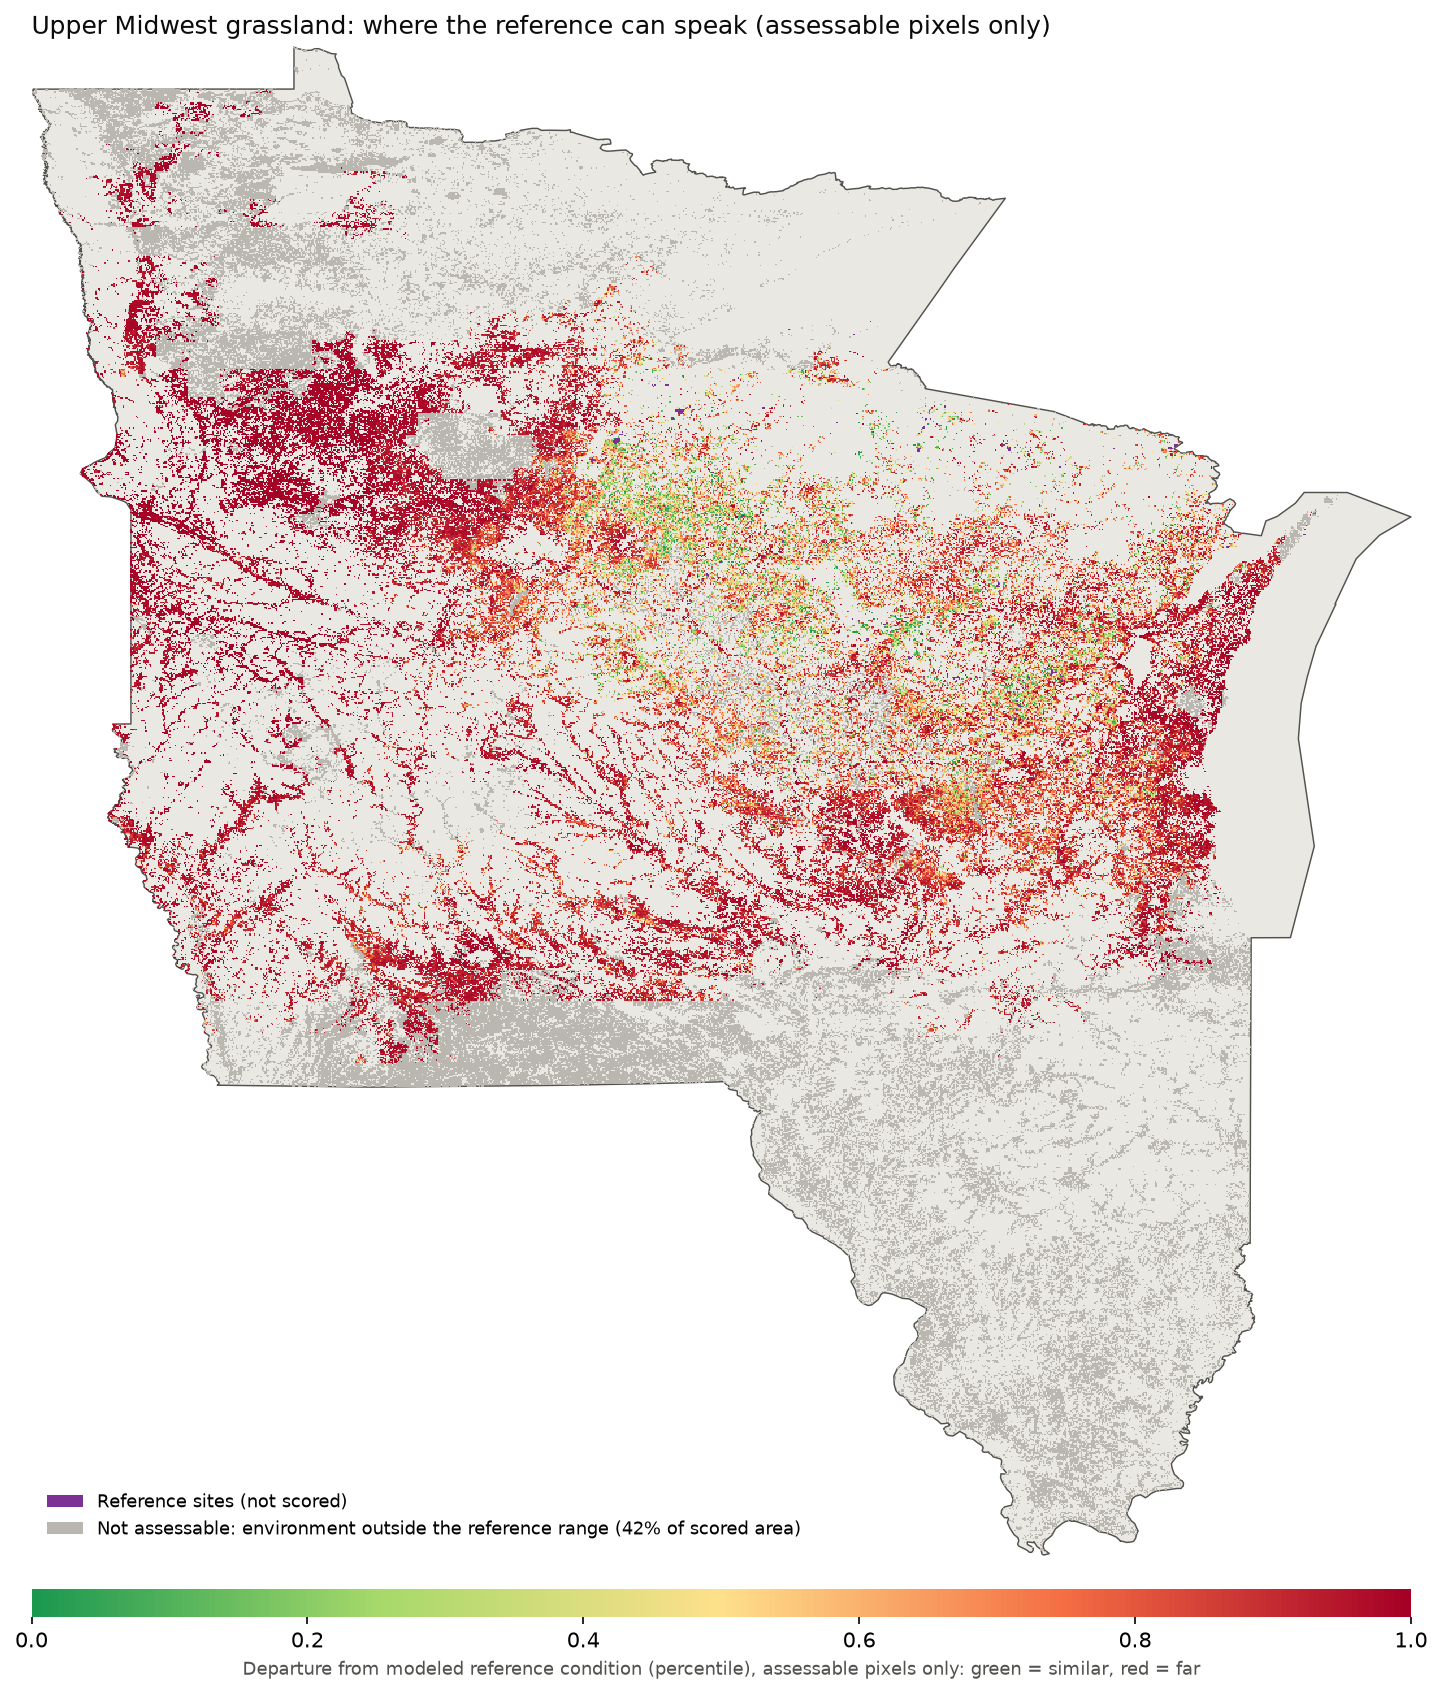 Upper Midwest grassland: where the reference can speak (assessable pixels only)
Reference sites (not scored)
Not assessable: environment outside the reference range (42% of scored area)
0.0 0.2 0.4 0.6 0.8 1.0
Departure from modeled reference condition (percentile), assessable pixels only: green = similar, red = far